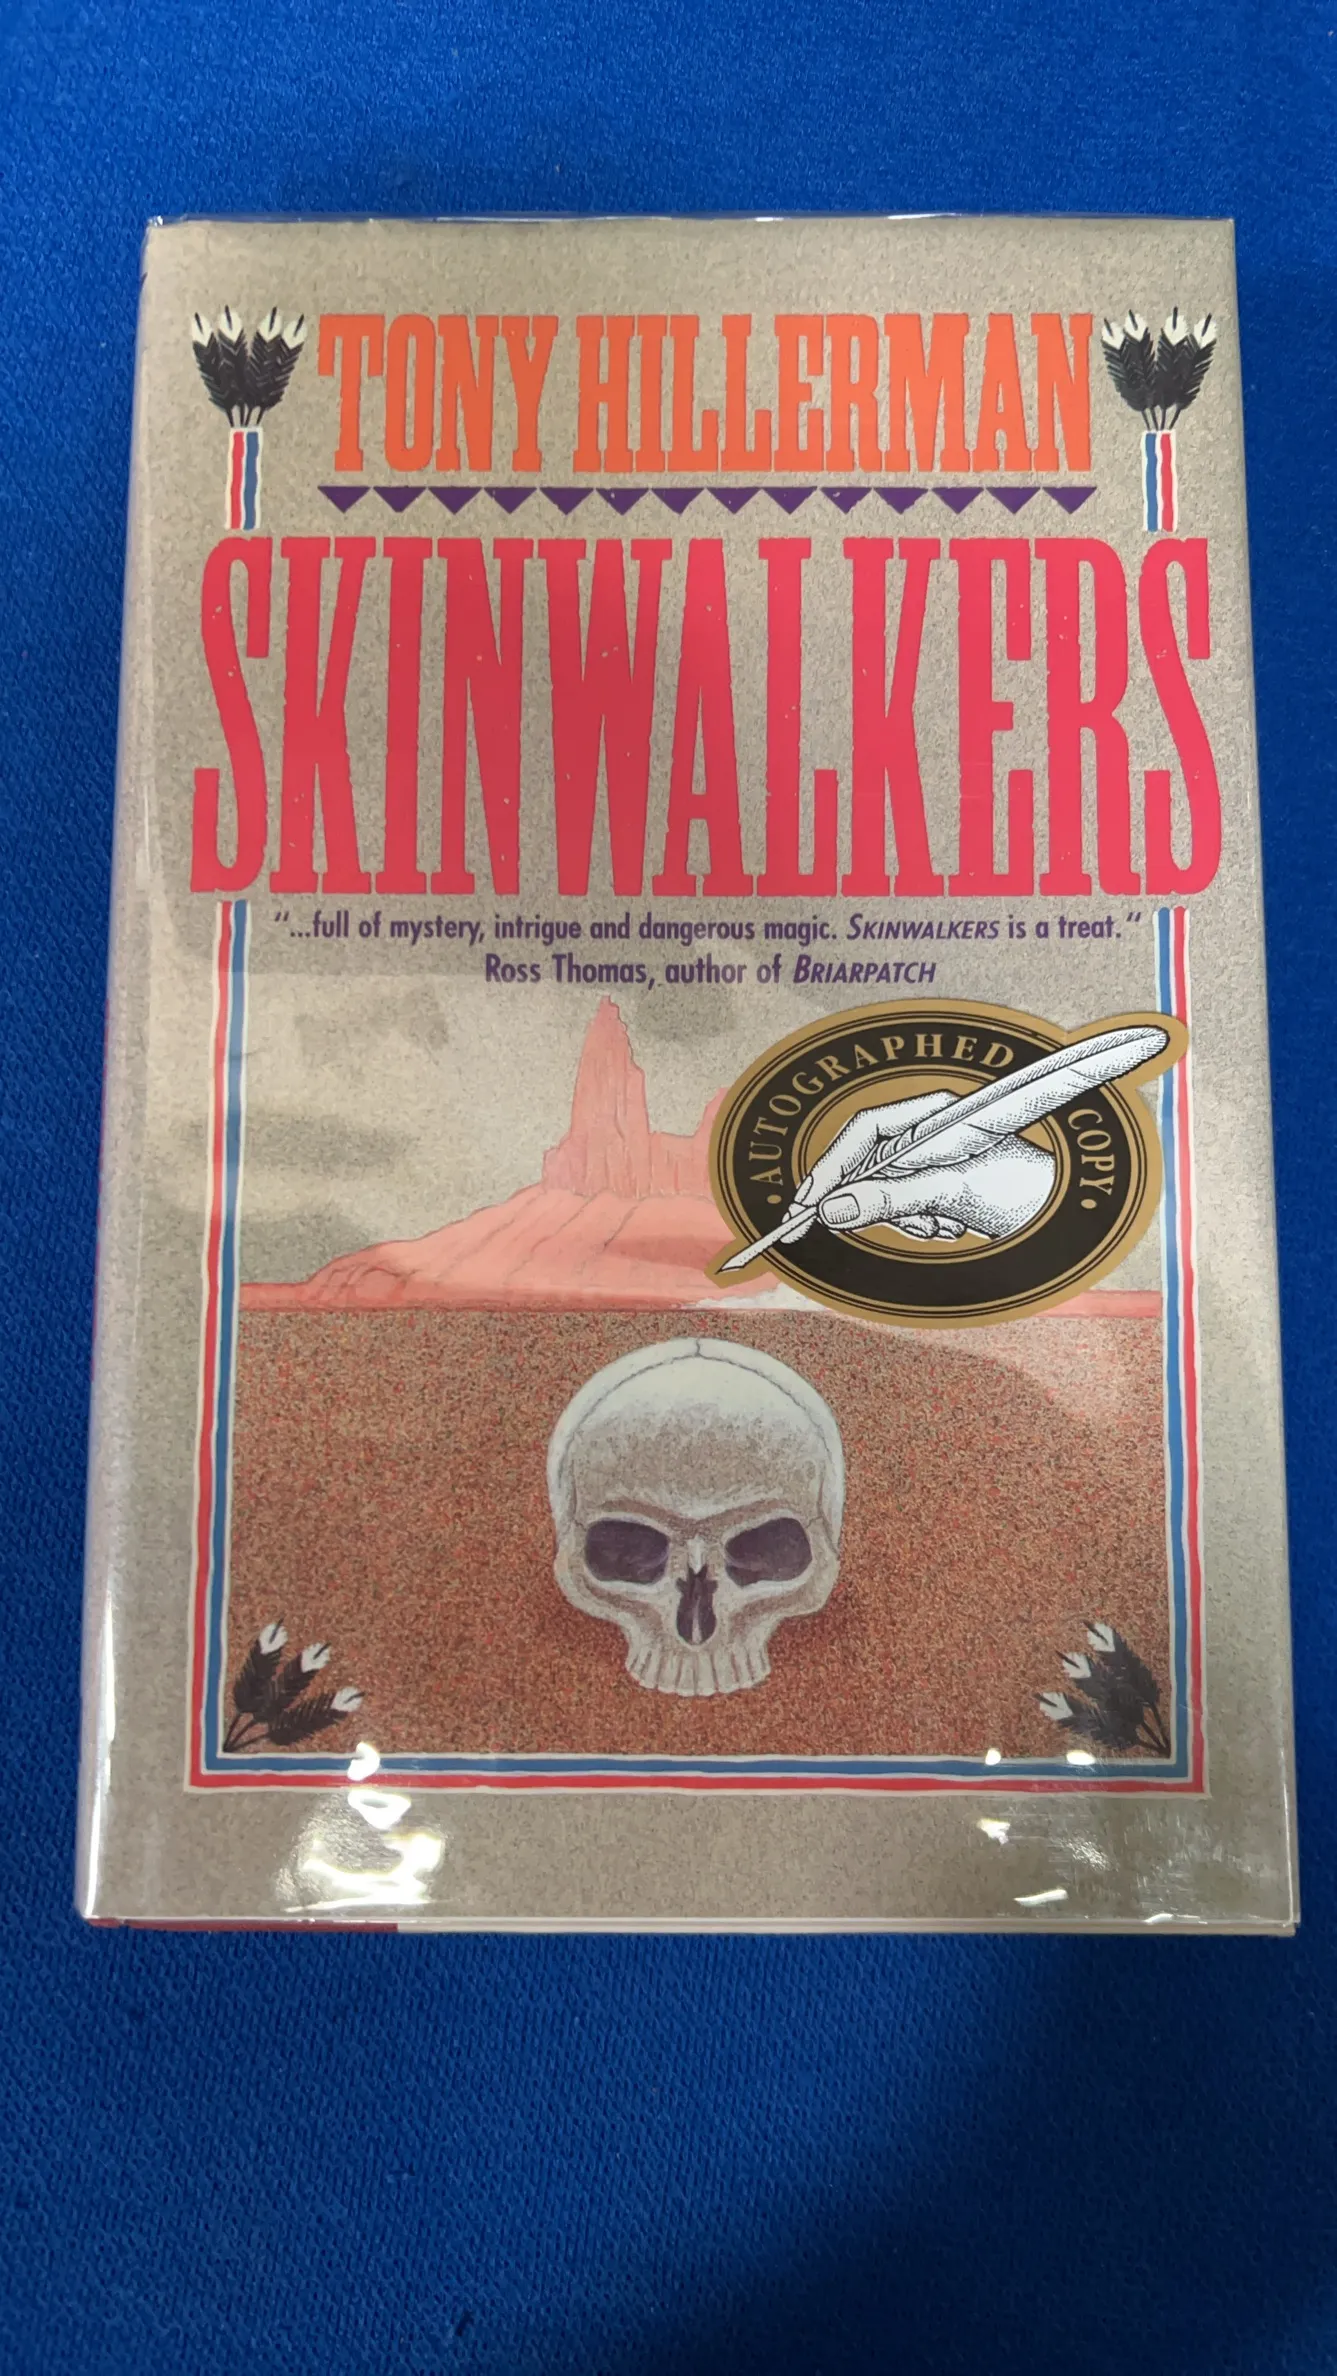 TONY HILLERMAN
SKINWALKERS
"...full of mystery, intrigue and dangerous magic. SKINWALKERS is a treat."
Ross Thomas, author of BRIARPATCH
• AUTOGRAPHED COPY •